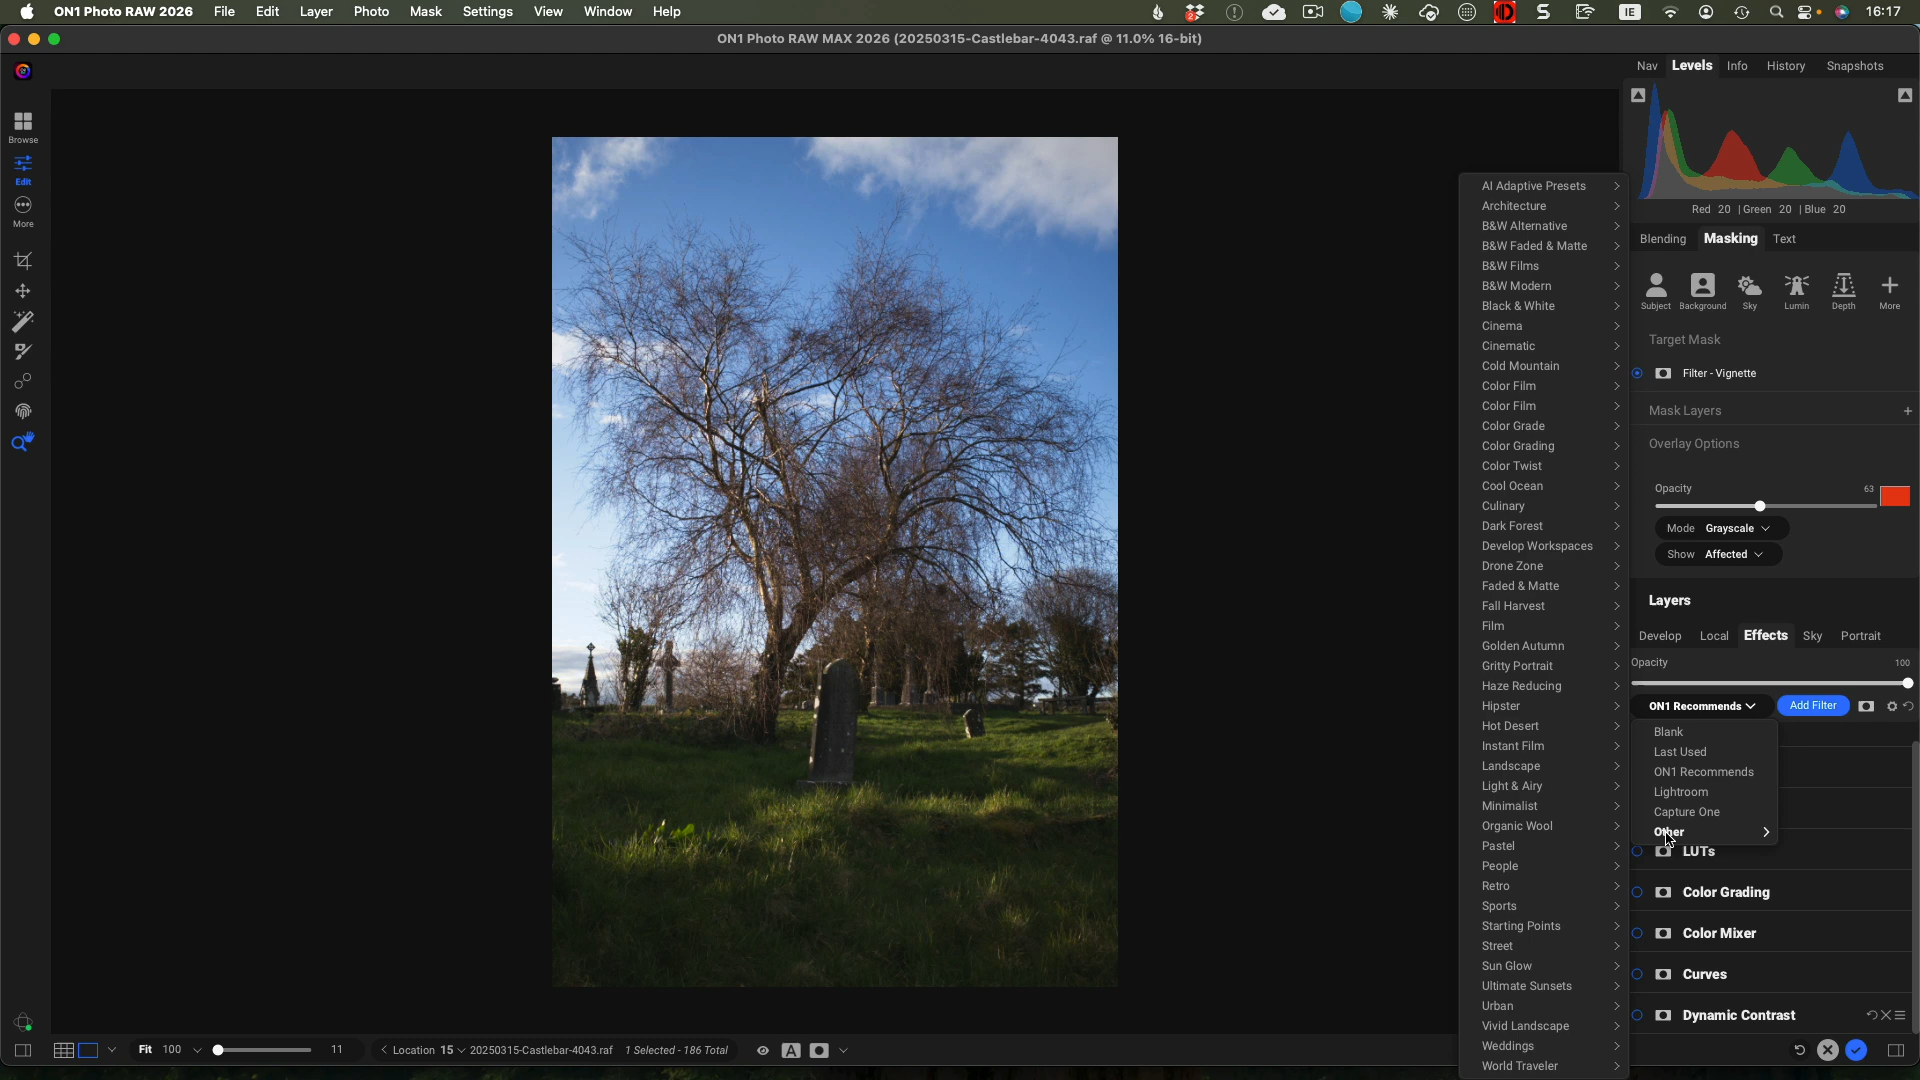 ON1 Photo RAW 2026 File Edit Layer Photo Mask Settings View Window Help IE 16:17
ON1 Photo RAW MAX 2026 (20250315-Castlebar-4043.raf @ 11.0% 16-bit)
Nav Levels Info History Snapshots
Red 20 | Green 20 | Blue 20
Blending Masking Text
Subject Background Sky Lumin Depth More
Target Mask
Filter - Vignette
Mask Layers
Overlay Options
Opacity 63
Mode Grayscale
Show Affected
Layers
Develop Local Effects Sky Portrait
Opacity 100
ON1 Recommends Add Filter
Blank
Last Used
ON1 Recommends
Lightroom
Capture One
Other
LUTs
Color Grading
Color Mixer
Curves
Dynamic Contrast
AI Adaptive Presets
Architecture
B&W Alternative
B&W Faded & Matte
B&W Films
B&W Modern
Black & White
Cinema
Cinematic
Cold Mountain
Color Film
Color Film
Color Grade
Color Grading
Color Twist
Cool Ocean
Culinary
Dark Forest
Develop Workspaces
Drone Zone
Faded & Matte
Fall Harvest
Film
Golden Autumn
Gritty Portrait
Haze Reducing
Hipster
Hot Desert
Instant Film
Landscape
Light & Airy
Minimalist
Organic Wool
Pastel
People
Retro
Sports
Starting Points
Street
Sun Glow
Ultimate Sunsets
Urban
Vivid Landscape
Weddings
World Traveler
Browse
Edit
More
Fit 100 11 Location 15 20250315-Castlebar-4043.raf 1 Selected - 186 Total A